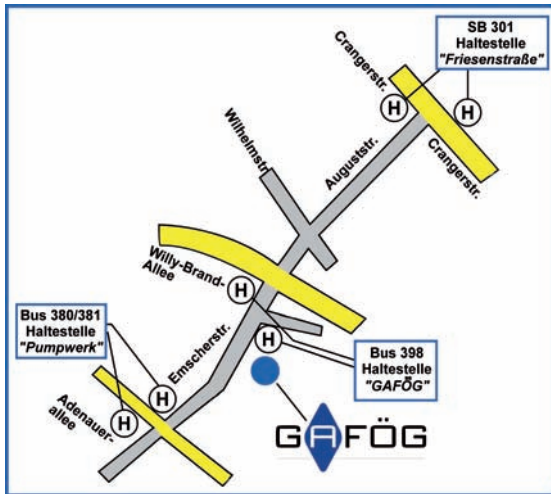 SB 301
Haltestelle
"Friesenstraße"
Crangerstr.
H
H
Crangerstr.
Auguststr.
Wilhelmstr.
Willy-Brand-
Allee
H
Bus 380/381
Haltestelle
"Pumpwerk"
H
Emscherstr.
H
Bus 398
Haltestelle
"GAFÖG"
Adenauer-
allee
H
GAFÖG